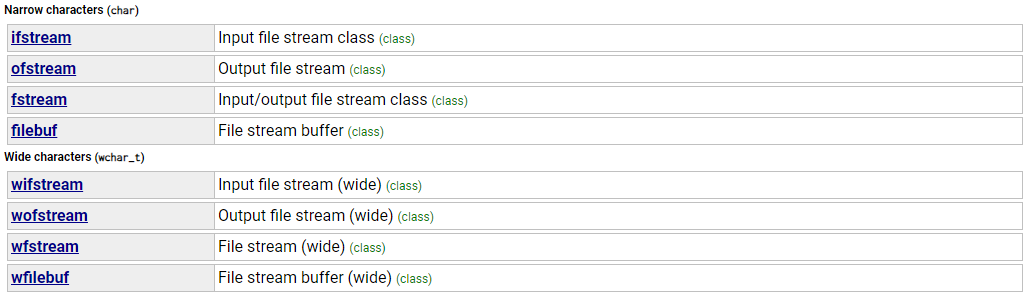 Narrow characters (char)
ifstream Input file stream class (class)
ofstream Output file stream (class)
fstream Input/output file stream class (class)
filebuf File stream buffer (class)
Wide characters (wchar_t)
wifstream Input file stream (wide) (class)
wofstream Output file stream (wide) (class)
wfstream File stream (wide) (class)
wfilebuf File stream buffer (wide) (class)